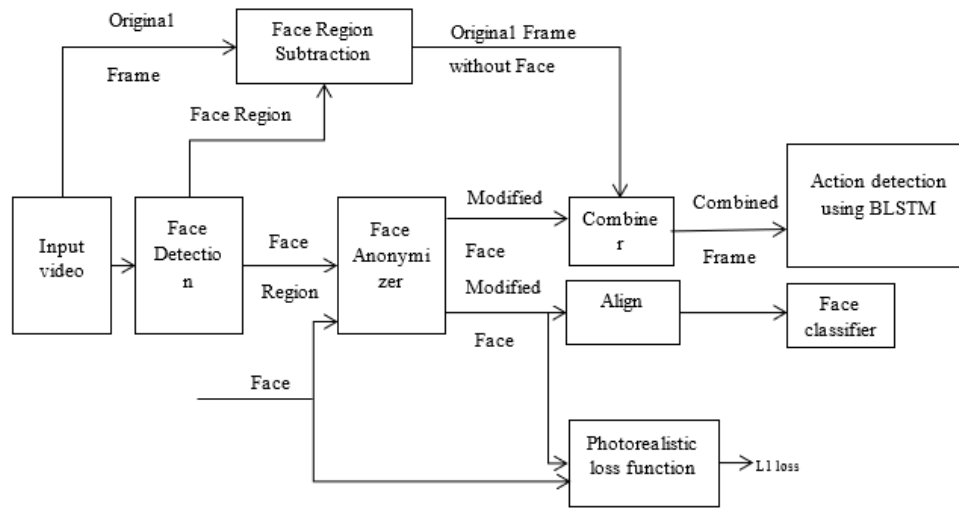 Original
Frame
Face Region
Subtraction
Original Frame
without Face
Face Region
Input
video
Face
Detectio
n
Face
Region
Face
Anonymi
zer
Modified
Face
Combine
r
Combined
Frame
Action detection
using BLSTM
Modified
Face
Align
Face
classifier
Face
Photorealistic
loss function
L1 loss